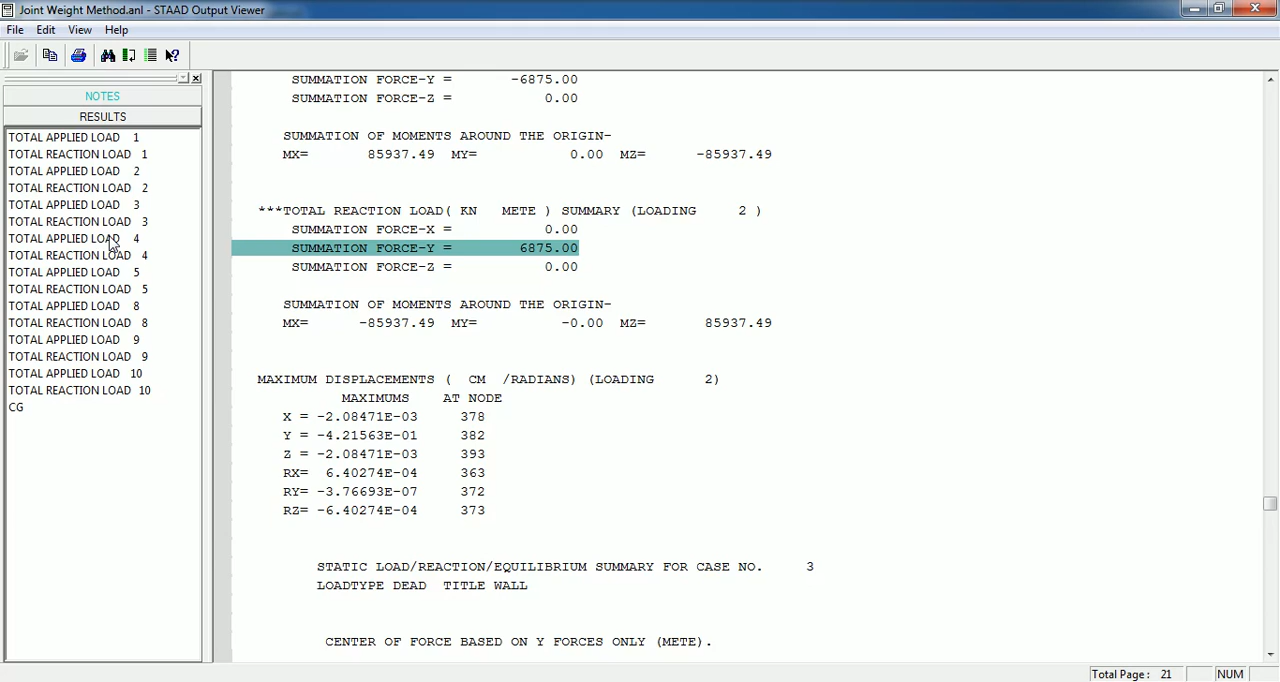 Joint Weight Method.anl - STAAD Output Viewer
File Edit View Help
NOTES
RESULTS
TOTAL APPLIED LOAD 1
TOTAL REACTION LOAD 1
TOTAL APPLIED LOAD 2
TOTAL REACTION LOAD 2
TOTAL APPLIED LOAD 3
TOTAL REACTION LOAD 3
TOTAL APPLIED LOAD 4
TOTAL REACTION LOAD 4
TOTAL APPLIED LOAD 5
TOTAL REACTION LOAD 5
TOTAL APPLIED LOAD 8
TOTAL REACTION LOAD 8
TOTAL APPLIED LOAD 9
TOTAL REACTION LOAD 9
TOTAL APPLIED LOAD 10
TOTAL REACTION LOAD 10
CG
SUMMATION FORCE-Y = -6875.00
SUMMATION FORCE-Z = 0.00
SUMMATION OF MOMENTS AROUND THE ORIGIN-
MX= 85937.49 MY= 0.00 MZ= -85937.49
***TOTAL REACTION LOAD( KN METE ) SUMMARY (LOADING 2 )
SUMMATION FORCE-X = 0.00
SUMMATION FORCE-Y = 6875.00
SUMMATION FORCE-Z = 0.00
SUMMATION OF MOMENTS AROUND THE ORIGIN-
MX= -85937.49 MY= -0.00 MZ= 85937.49
MAXIMUM DISPLACEMENTS ( CM /RADIANS) (LOADING 2)
MAXIMUMS AT NODE
X = -2.08471E-03 378
Y = -4.21563E-01 382
Z = -2.08471E-03 393
RX= 6.40274E-04 363
RY= -3.76693E-07 372
RZ= -6.40274E-04 373
STATIC LOAD/REACTION/EQUILIBRIUM SUMMARY FOR CASE NO. 3
LOADTYPE DEAD TITLE WALL
CENTER OF FORCE BASED ON Y FORCES ONLY (METE).
Total Page : 21 NUM